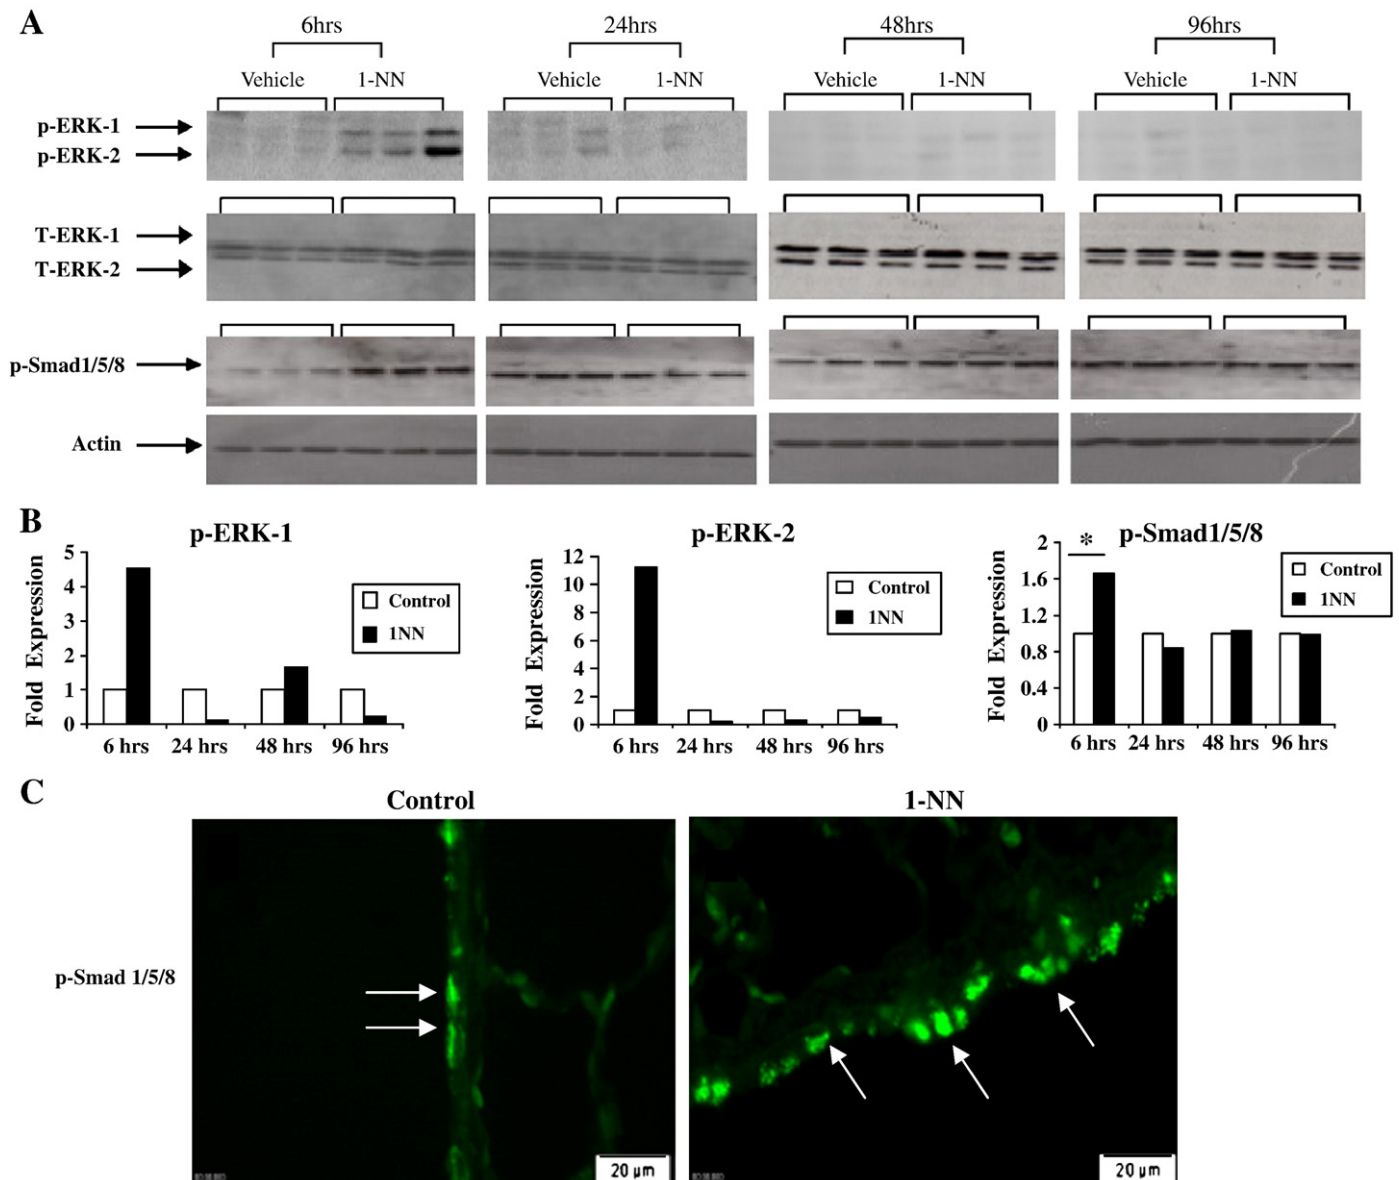 A
6hrs 24hrs 48hrs 96hrs
Vehicle 1-NN Vehicle 1-NN Vehicle 1-NN Vehicle 1-NN
p-ERK-1
p-ERK-2
T-ERK-1
T-ERK-2
p-Smad1/5/8
Actin
B
p-ERK-1
Fold Expression
5
4
3
2
1
0
6 hrs 24 hrs 48 hrs 96 hrs
Control
1NN
p-ERK-2
Fold Expression
12
10
8
6
4
2
0
6 hrs 24 hrs 48 hrs 96 hrs
Control
1NN
p-Smad1/5/8
Fold Expression
2
1.6
1.2
0.8
0.4
0
*
6 hrs 24 hrs 48 hrs 96 hrs
Control
1NN
C
Control 1-NN
p-Smad 1/5/8
20 µm 20 µm